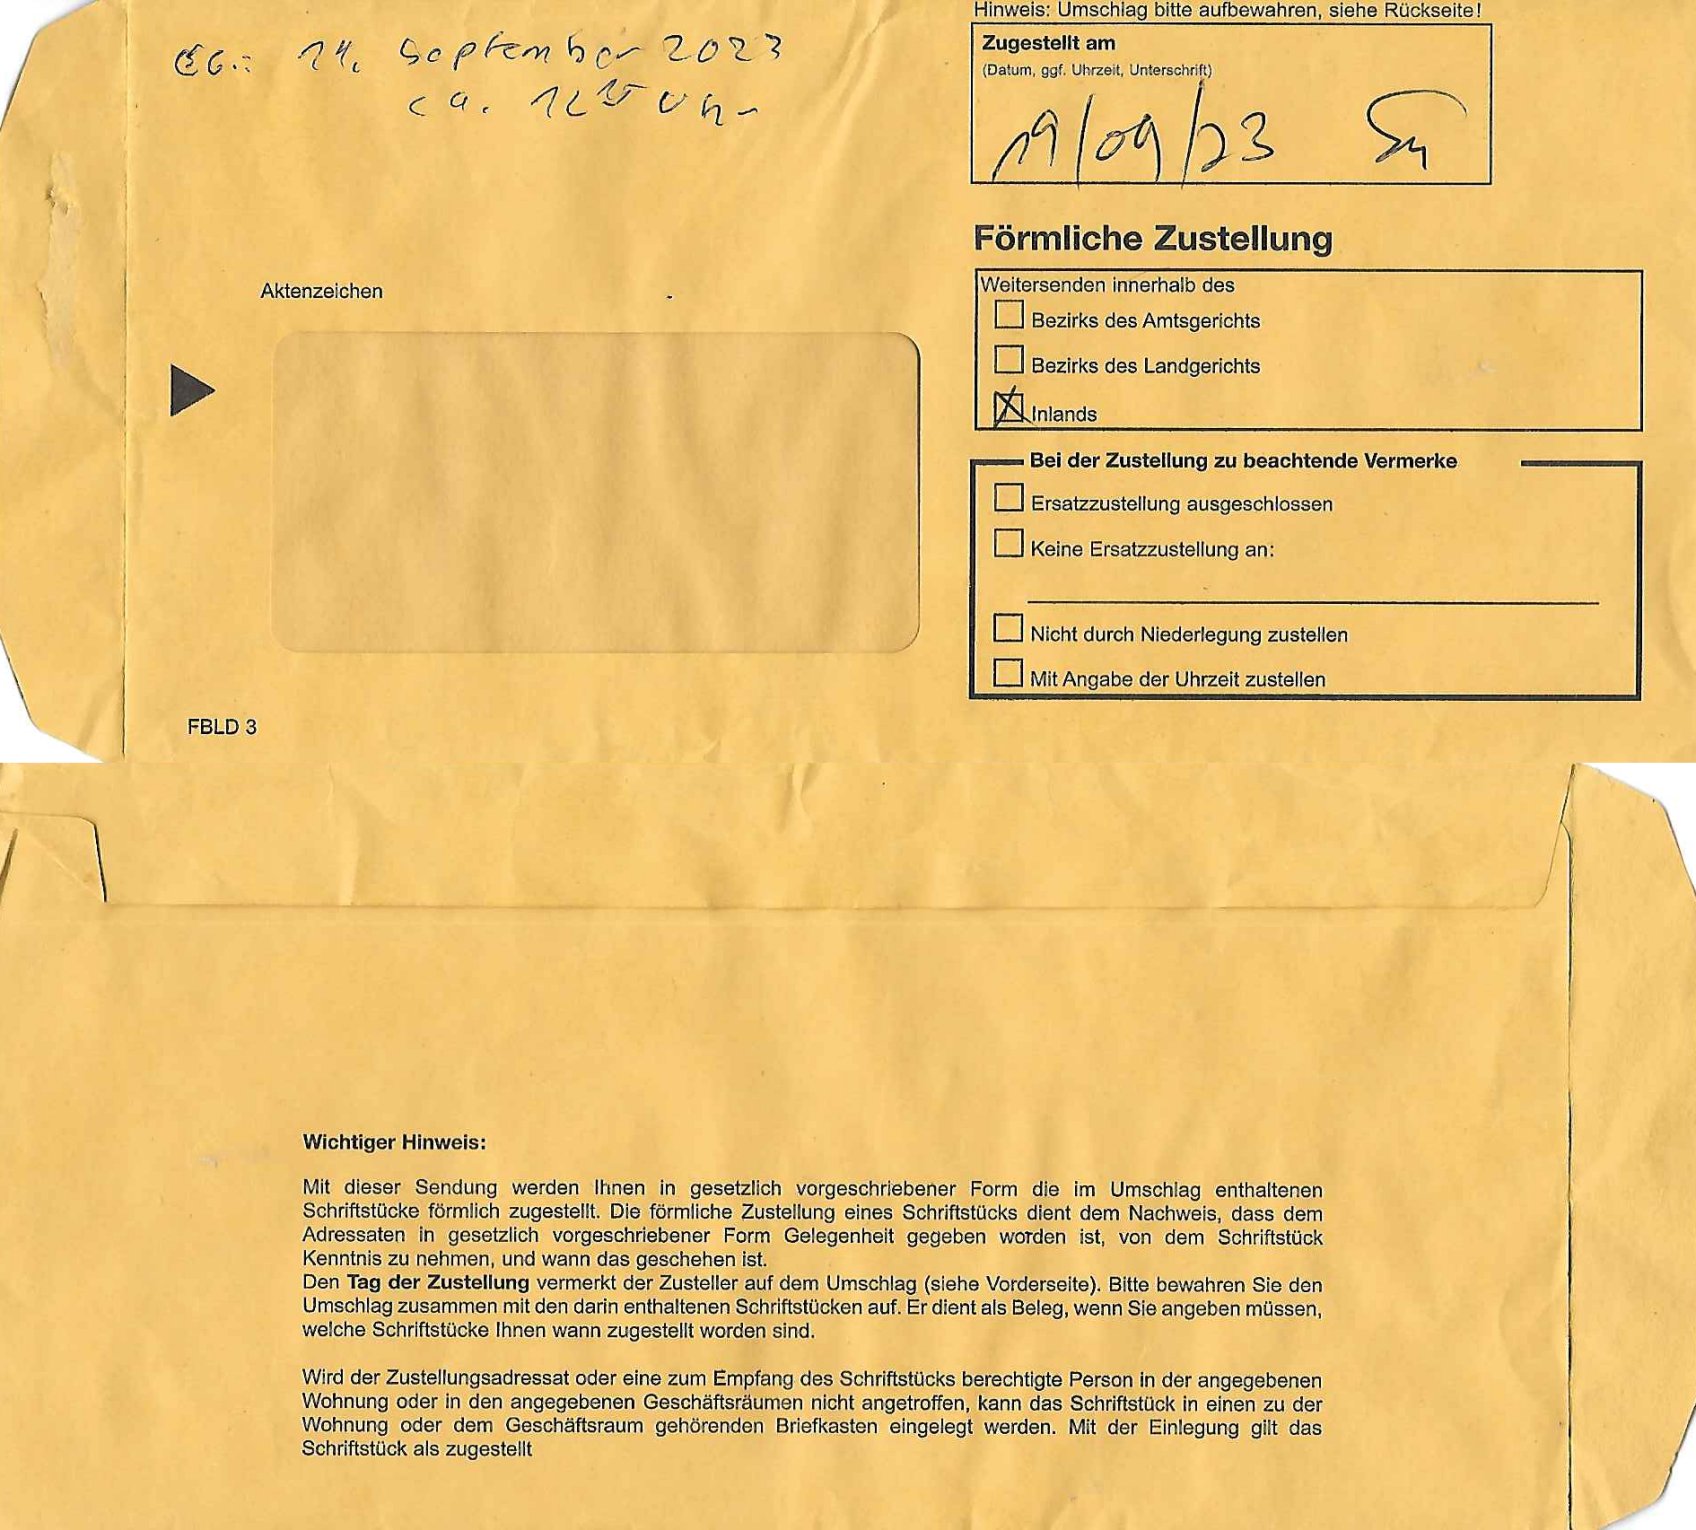 Hinweis: Umschlag bitte aufbewahren, siehe Rückseite!
EG.: 14. September 2023
ca. 12 Uhr
Zugestellt am
(Datum, ggf. Uhrzeit, Unterschrift)
19/09/23
Förmliche Zustellung
Aktenzeichen
Weitersenden innerhalb des
Bezirks des Amtsgerichts
Bezirks des Landgerichts
Inlands
Bei der Zustellung zu beachtende Vermerke
Ersatzzustellung ausgeschlossen
Keine Ersatzzustellung an:
Nicht durch Niederlegung zustellen
Mit Angabe der Uhrzeit zustellen
FBLD 3
Wichtiger Hinweis:
Mit dieser Sendung werden Ihnen in gesetzlich vorgeschriebener Form die im Umschlag enthaltenen
Schriftstücke förmlich zugestellt. Die förmliche Zustellung eines Schriftstücks dient dem Nachweis, dass dem
Adressaten in gesetzlich vorgeschriebener Form Gelegenheit gegeben worden ist, von dem Schriftstück
Kenntnis zu nehmen, und wann das geschehen ist.
Den Tag der Zustellung vermerkt der Zusteller auf dem Umschlag (siehe Vorderseite). Bitte bewahren Sie den
Umschlag zusammen mit den darin enthaltenen Schriftstücken auf. Er dient als Beleg, wenn Sie angeben müssen,
welche Schriftstücke Ihnen wann zugestellt worden sind.
Wird der Zustellungsadressat oder eine zum Empfang des Schriftstücks berechtigte Person in der angegebenen
Wohnung oder in den angegebenen Geschäftsräumen nicht angetroffen, kann das Schriftstück in einen zu der
Wohnung oder dem Geschäftsraum gehörenden Briefkasten eingelegt werden. Mit der Einlegung gilt das
Schriftstück als zugestellt